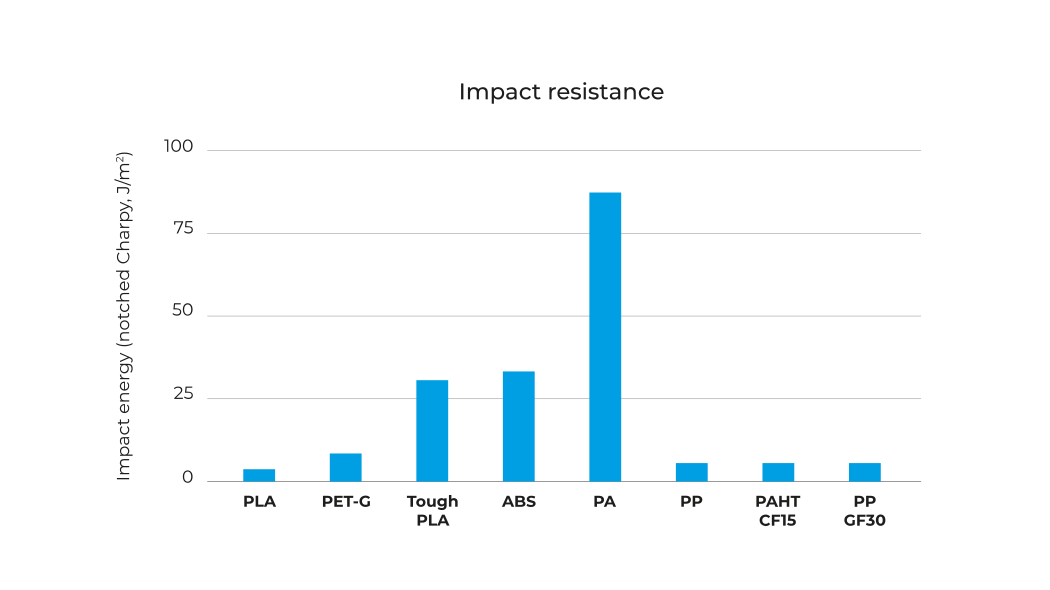 Impact resistance
Impact energy (notched Charpy, J/m²)
100
75
50
25
0
PLA
PET-G
Tough
PLA
ABS
PA
PP
PAHT
CF15
PP
GF30